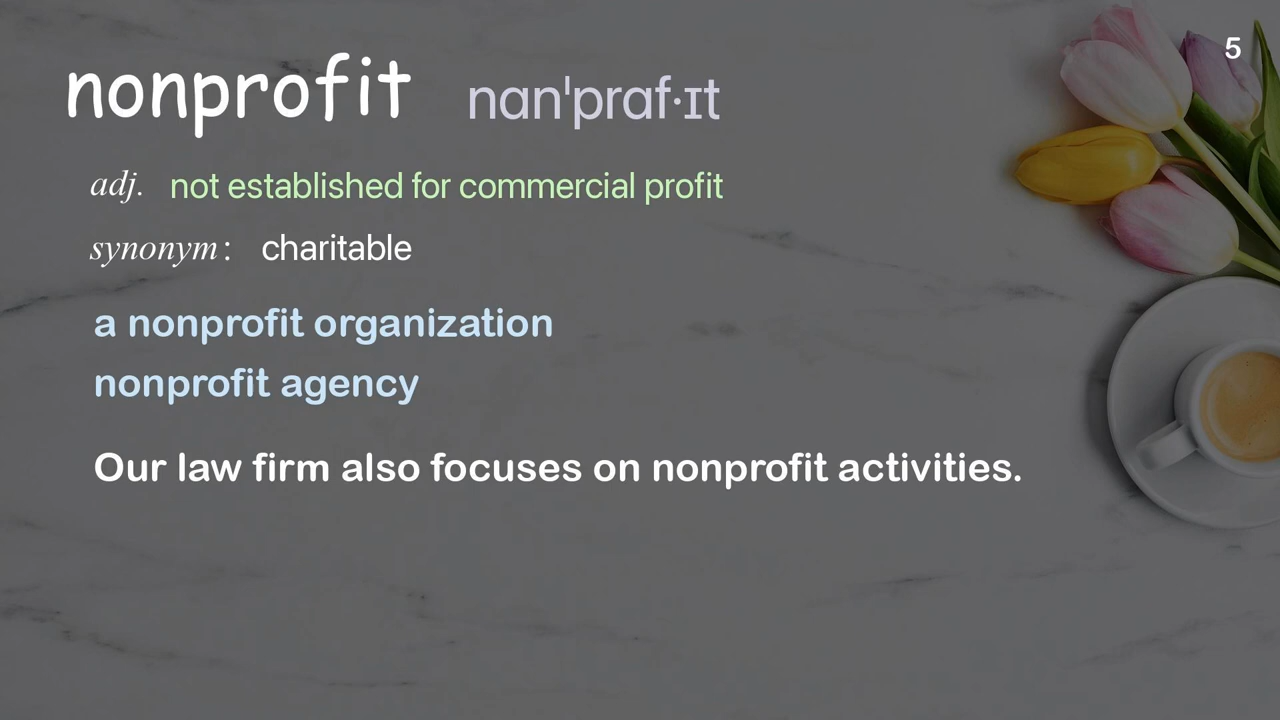 5
nonprofit nan'praf·ɪt
adj. not established for commercial profit
synonym: charitable
a nonprofit organization
nonprofit agency
Our law firm also focuses on nonprofit activities.